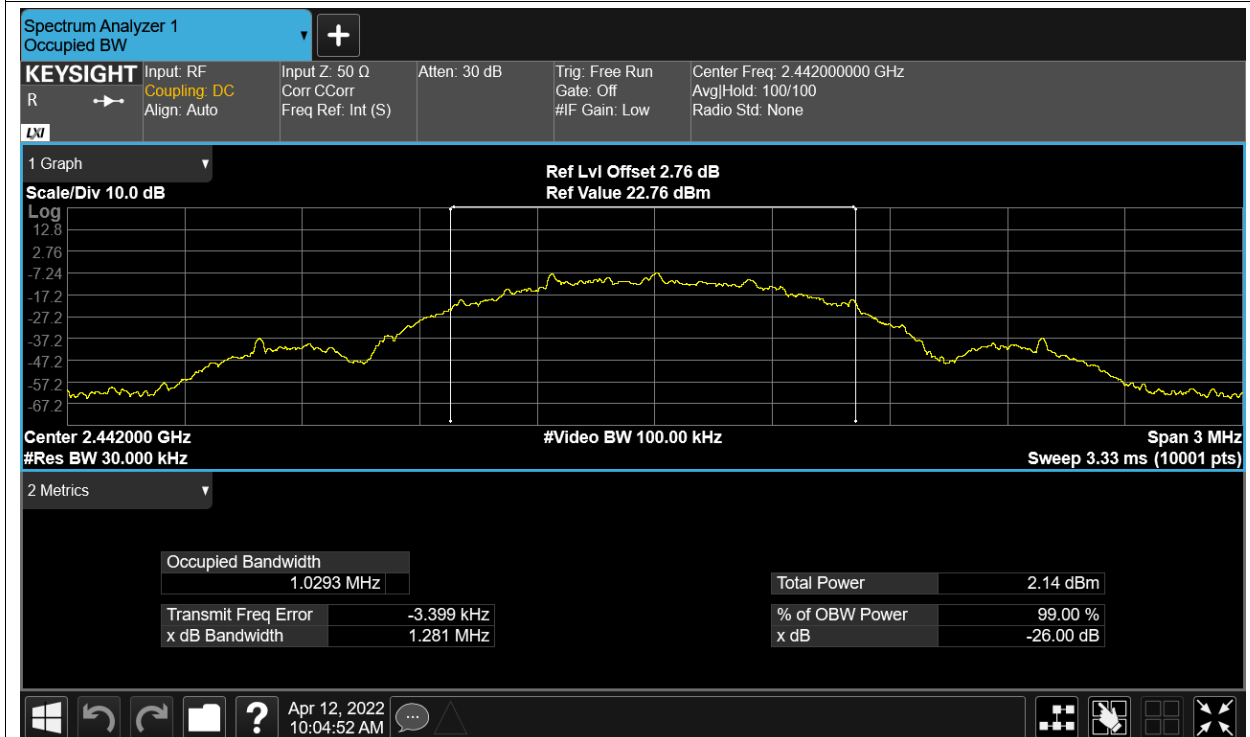 Spectrum Analyzer 1
Occupied BW
KEYSIGHT Input: RF Input Z: 50 Ω Atten: 30 dB Trig: Free Run Center Freq: 2.442000000 GHz
R Coupling: DC Corr CCorr Gate: Off Avg|Hold: 100/100
Align: Auto Freq Ref: Int (S) #IF Gain: Low Radio Std: None
LXI
1 Graph
Ref Lvl Offset 2.76 dB
Scale/Div 10.0 dB Ref Value 22.76 dBm
Log
12.8
2.76
-7.24
-17.2
-27.2
-37.2
-47.2
-57.2
-67.2
Center 2.442000 GHz #Video BW 100.00 kHz Span 3 MHz
#Res BW 30.000 kHz Sweep 3.33 ms (10001 pts)
2 Metrics
Occupied Bandwidth
1.0293 MHz Total Power 2.14 dBm
Transmit Freq Error -3.399 kHz % of OBW Power 99.00 %
x dB Bandwidth 1.281 MHz x dB -26.00 dB
? Apr 12, 2022
10:04:52 AM